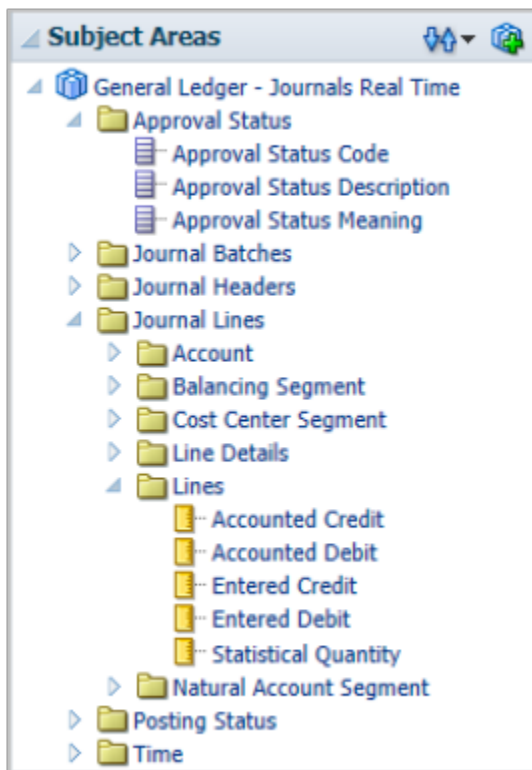 Subject Areas
General Ledger - Journals Real Time
Approval Status
Approval Status Code
Approval Status Description
Approval Status Meaning
Journal Batches
Journal Headers
Journal Lines
Account
Balancing Segment
Cost Center Segment
Line Details
Lines
Accounted Credit
Accounted Debit
Entered Credit
Entered Debit
Statistical Quantity
Natural Account Segment
Posting Status
Time